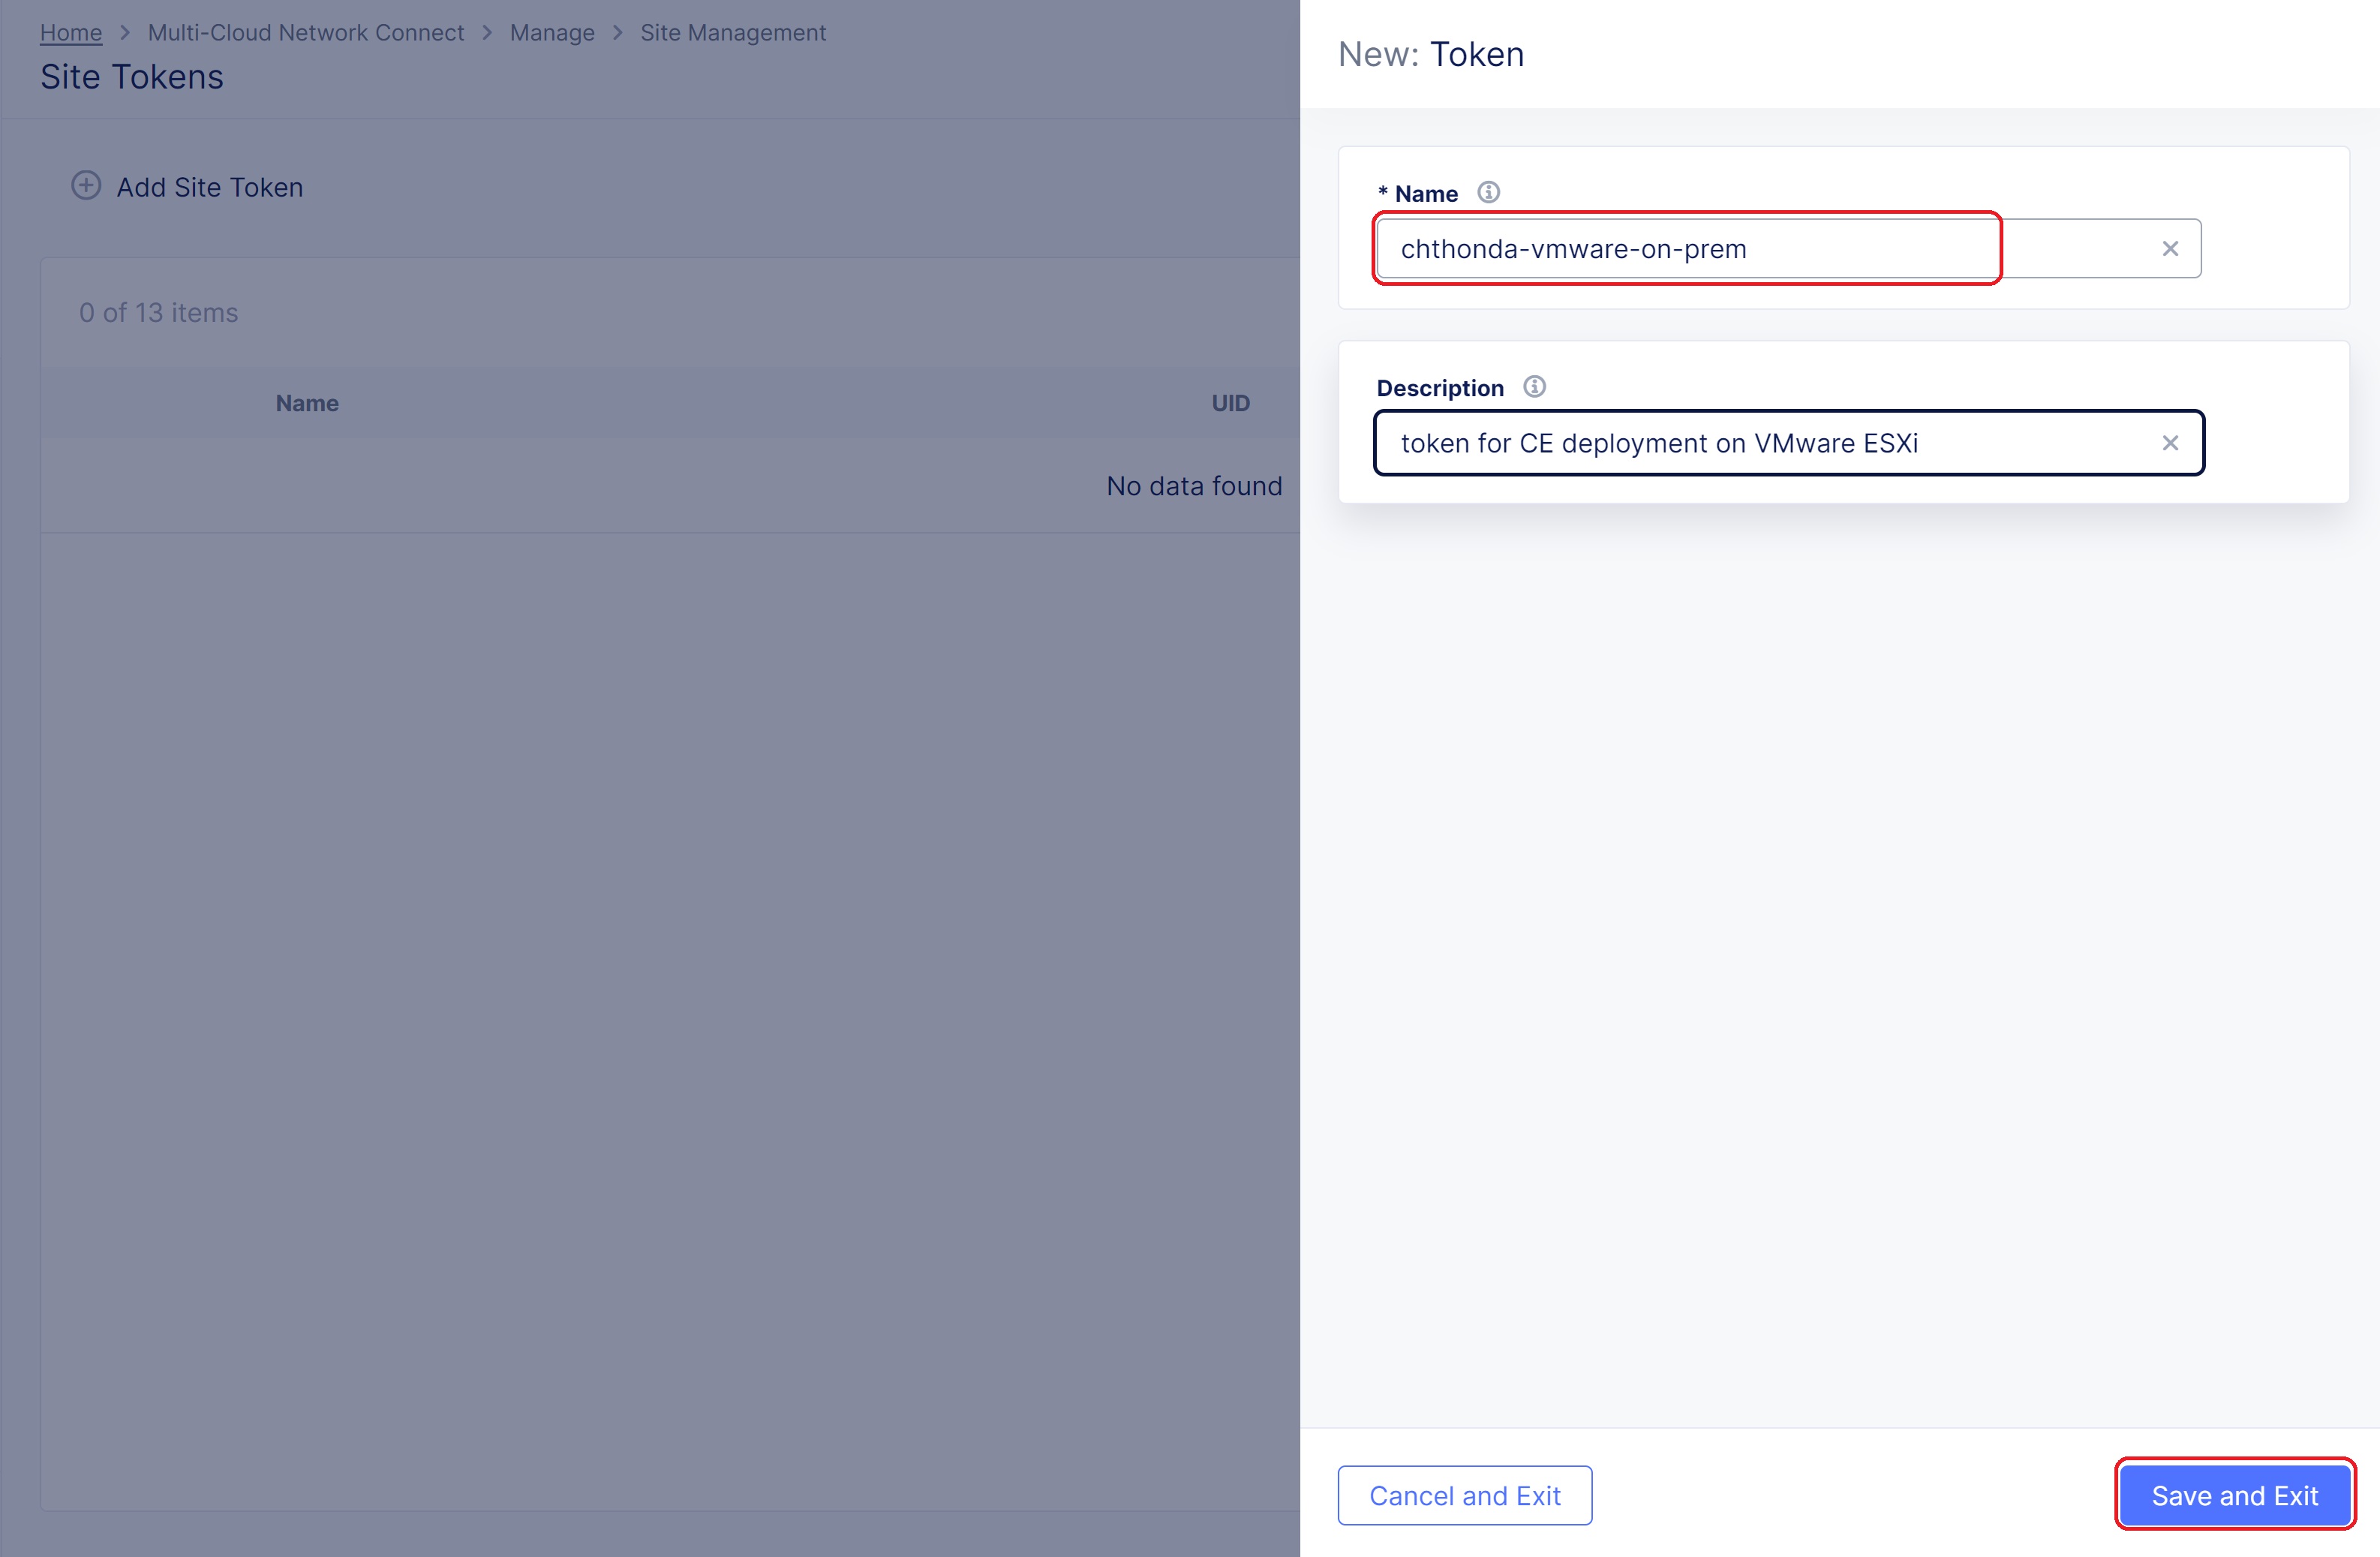 Home > Multi-Cloud Network Connect > Manage > Site Management
Site Tokens
Add Site Token
0 of 13 items
Name UID
No data found
New: Token
* Name
chthonda-vmware-on-prem
Description
token for CE deployment on VMware ESXi
Cancel and Exit
Save and Exit